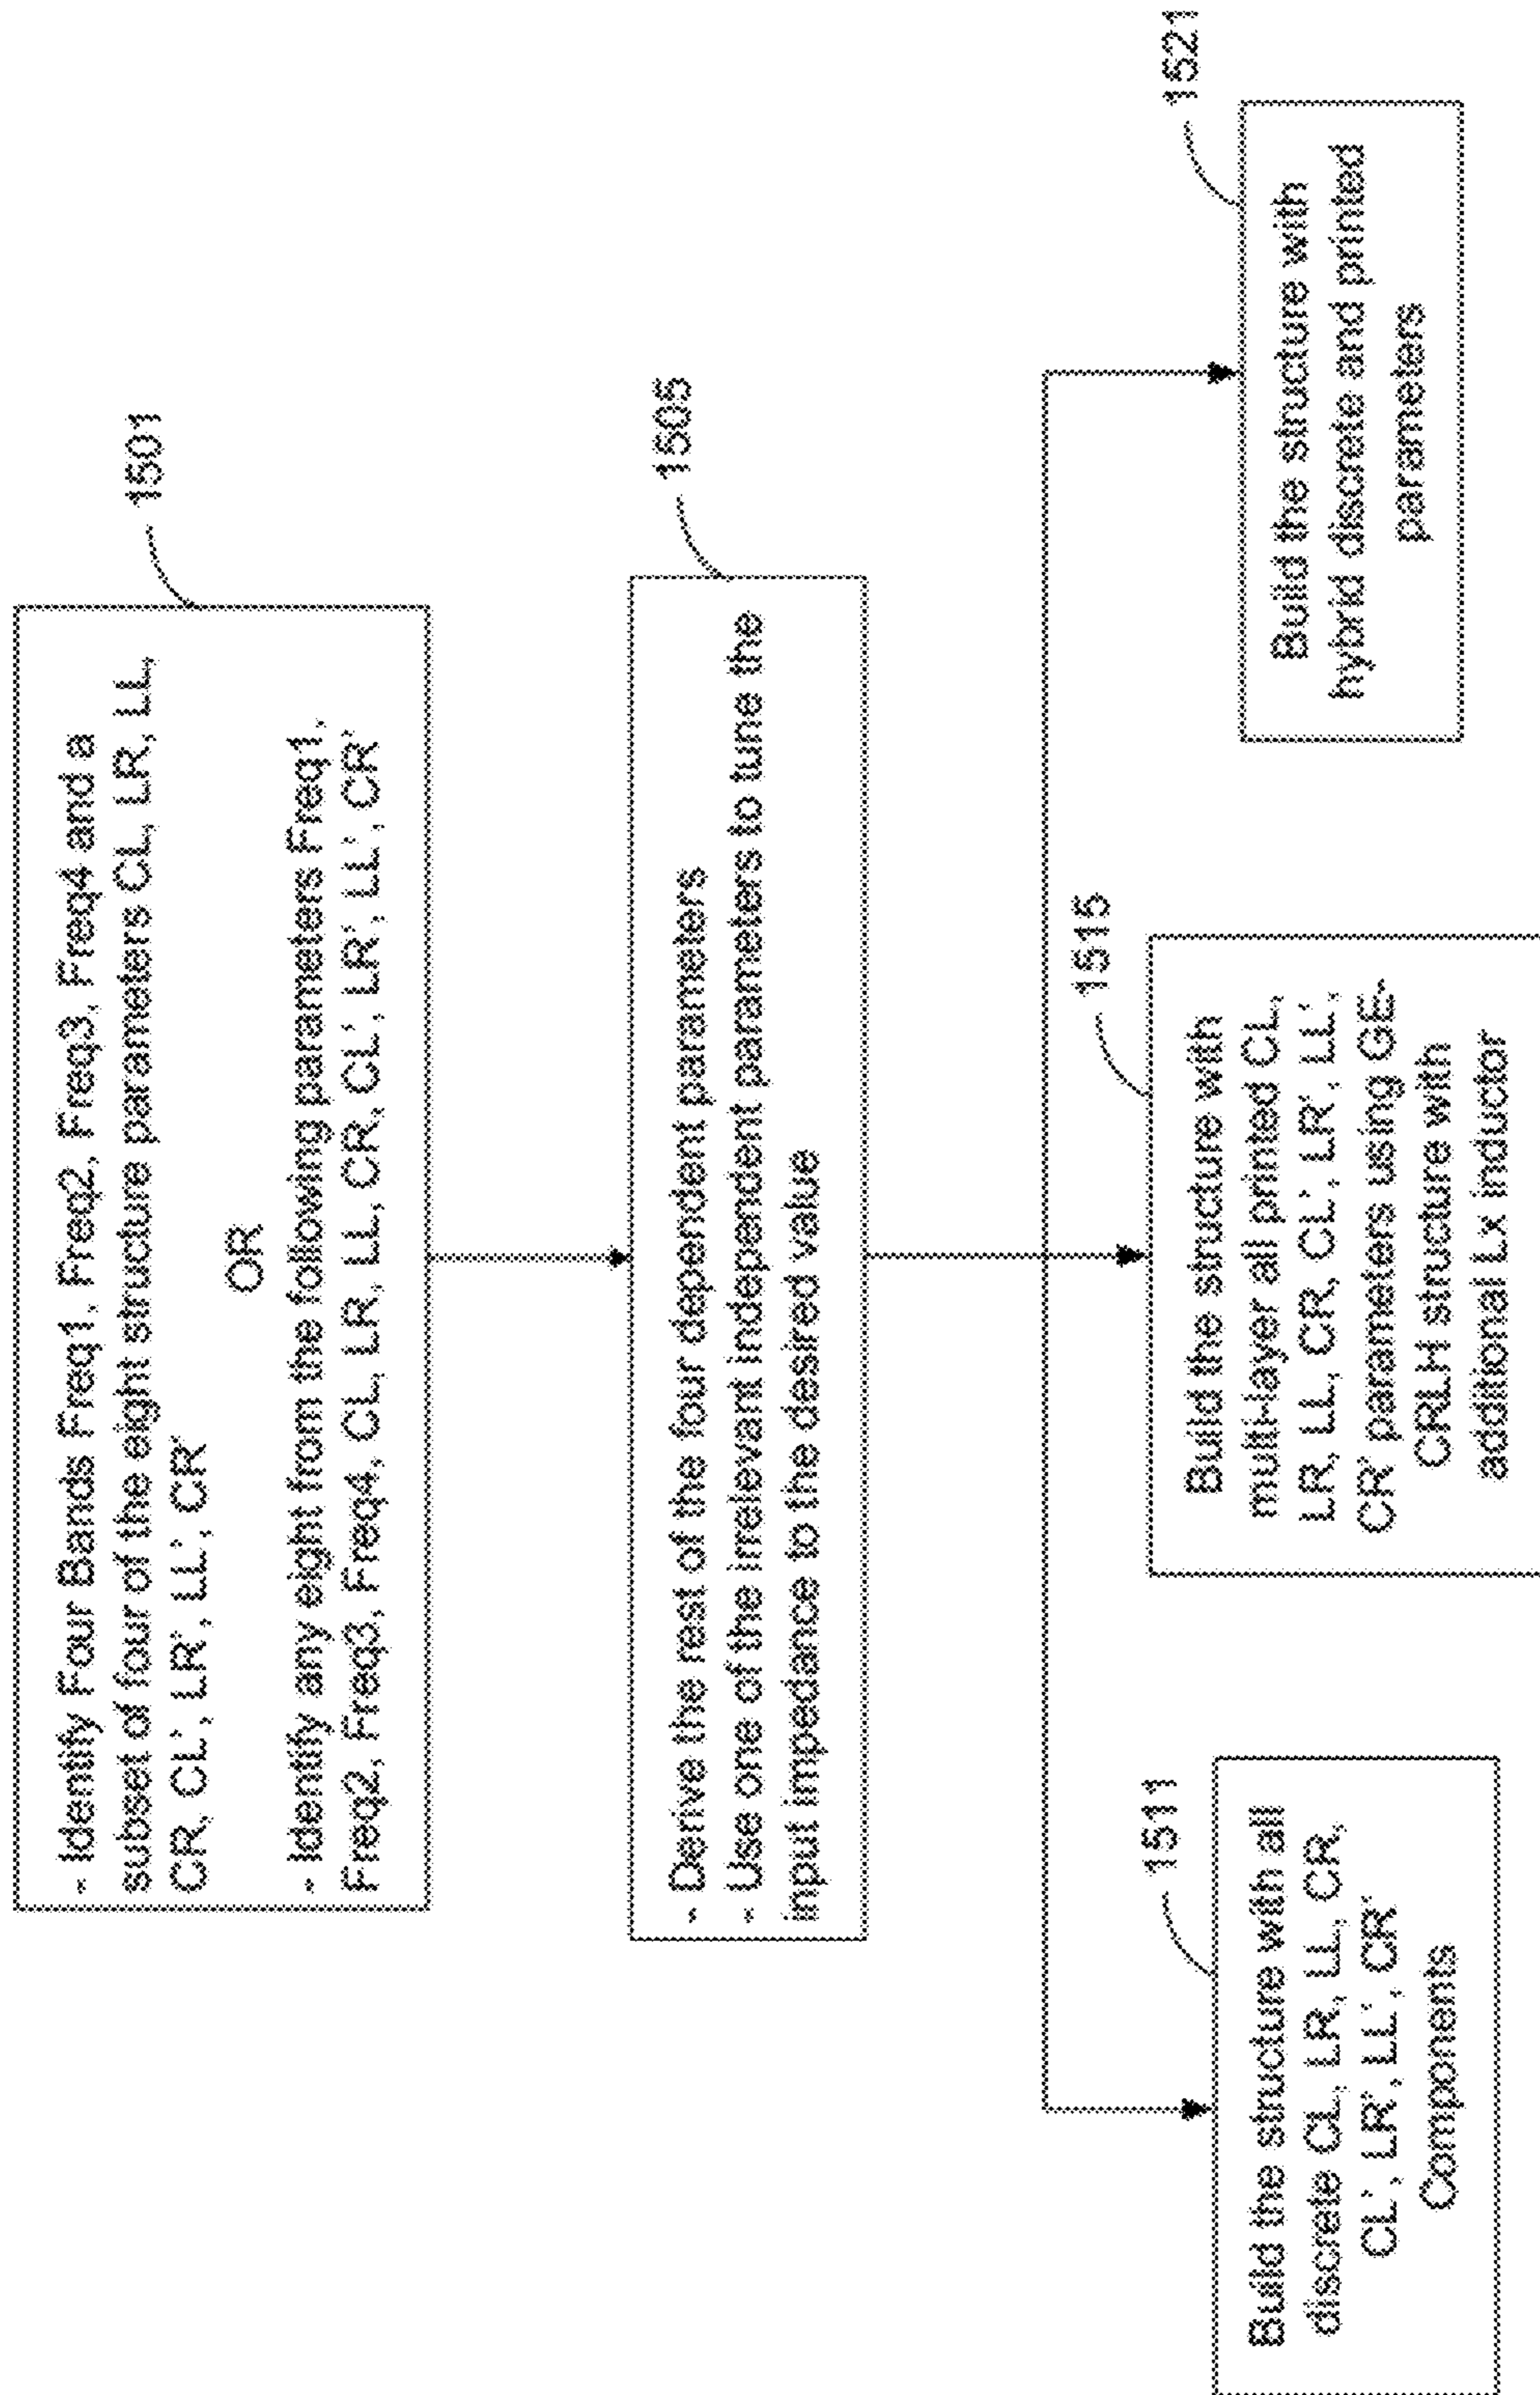 - Identify Four Bands Freq1, Freq2, Freq3, Freq4 and a
subset of four of the eight structure parameters CL, LR, LL,
CR, CL', LR', LL', CR'
OR
- Identify any eight from the following parameters Freq1,
Freq2, Freq3, Freq4, CL, LR, LL, CR, CL', LR', LL', CR'
1501
- Derive the rest of the four dependent parameters
- Use one of the irrelevant independent parameters to tune the
input impedance to the desired value
1505
1511
Build the structure with all
discrete CL, LR, LL, CR,
CL', LR', LL', CR'
Components
1515
Build the structure with
multi-layer all printed CL,
LR, LL, CR, CL', LR', LL',
CR' parameters using GE-
CRLH structure with
additional Lx inductor
1521
Build the structure with
hybrid discrete and printed
parameters